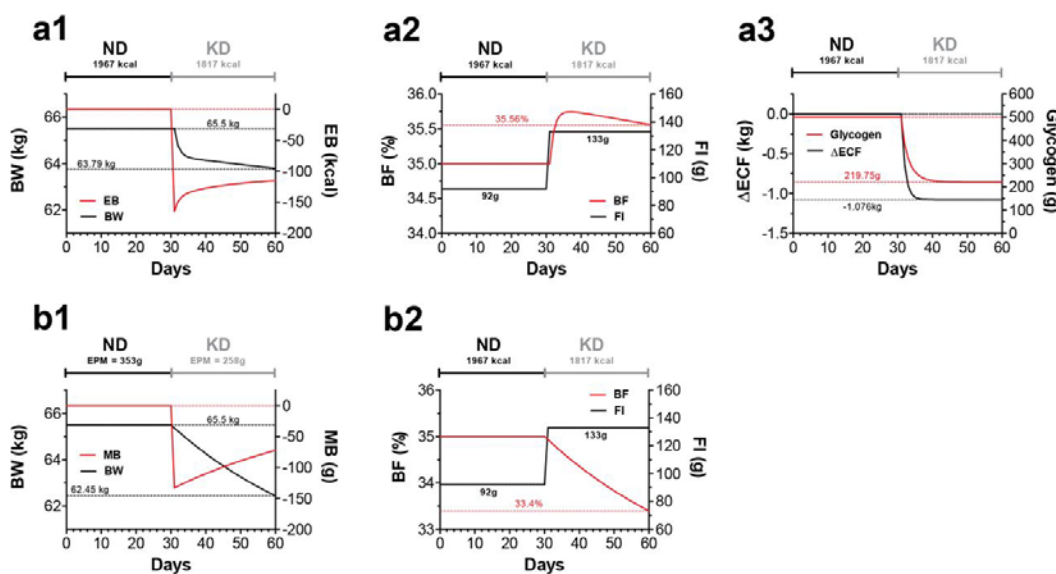 a1
ND
KD
1967 kcal
1817 kcal
BW (kg)
66
64
62
65.5 kg
63.79 kg
EB
BW
0
-50
-100
-150
-200
EB (kcal)
0 10 20 30 40 50 60
Days
a2
ND
KD
1967 kcal
1817 kcal
BF (%)
36.0
35.5
35.0
34.5
34.0
35.56%
133g
92g
BF
FI
160
140
120
100
80
60
FI (g)
0 10 20 30 40 50 60
Days
a3
ND
KD
1967 kcal
1817 kcal
ΔECF (kg)
0.0
-0.5
-1.0
-1.5
Glycogen
ΔECF
219.75g
-1.076kg
600
500
400
300
200
100
0
Glycogen (g)
0 10 20 30 40 50 60
Days
b1
ND
KD
EPM = 353g
EPM = 258g
BW (kg)
66
64
62
65.5 kg
MB
BW
62.45 kg
0
-50
-100
-150
-200
MB (g)
0 10 20 30 40 50 60
Days
b2
ND
KD
1967 kcal
1817 kcal
BF (%)
36
35
34
33
BF
FI
133g
92g
33.4%
160
140
120
100
80
60
FI (g)
0 10 20 30 40 50 60
Days